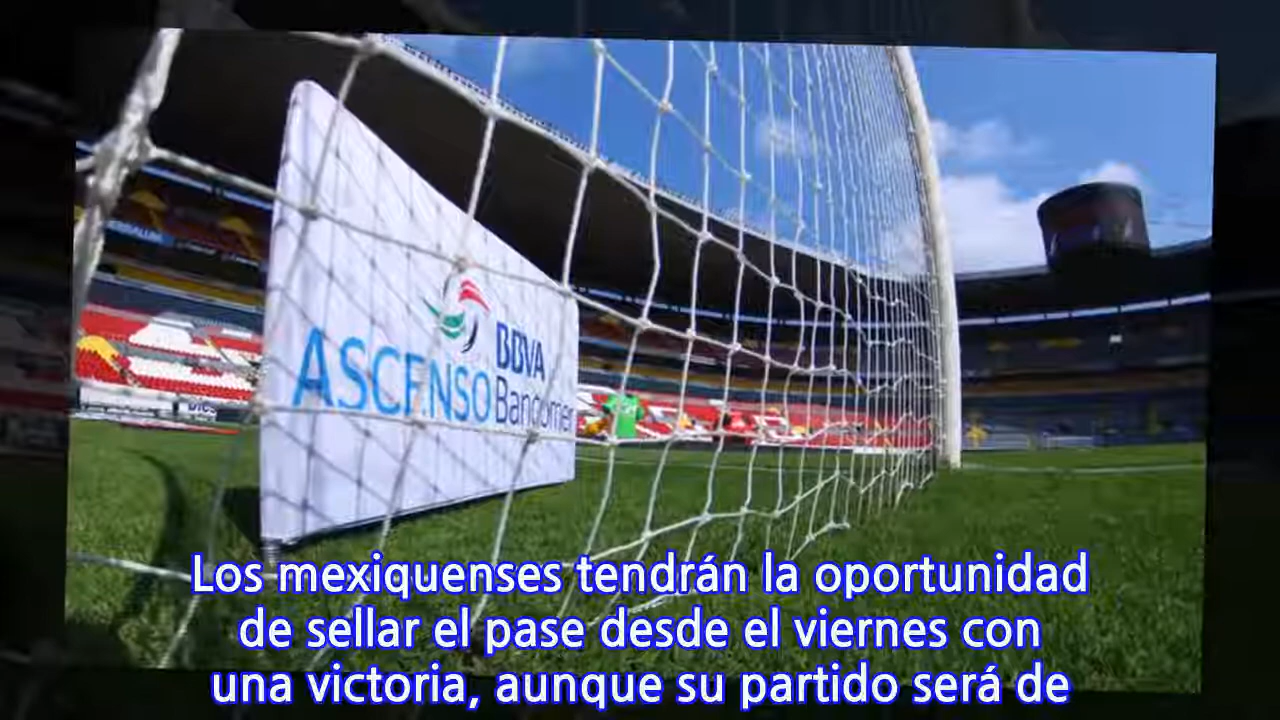 BBVA
ASCENSO Bancomer
Los mexiquenses tendrán la oportunidad
de sellar el pase desde el viernes con
una victoria, aunque su partido será de